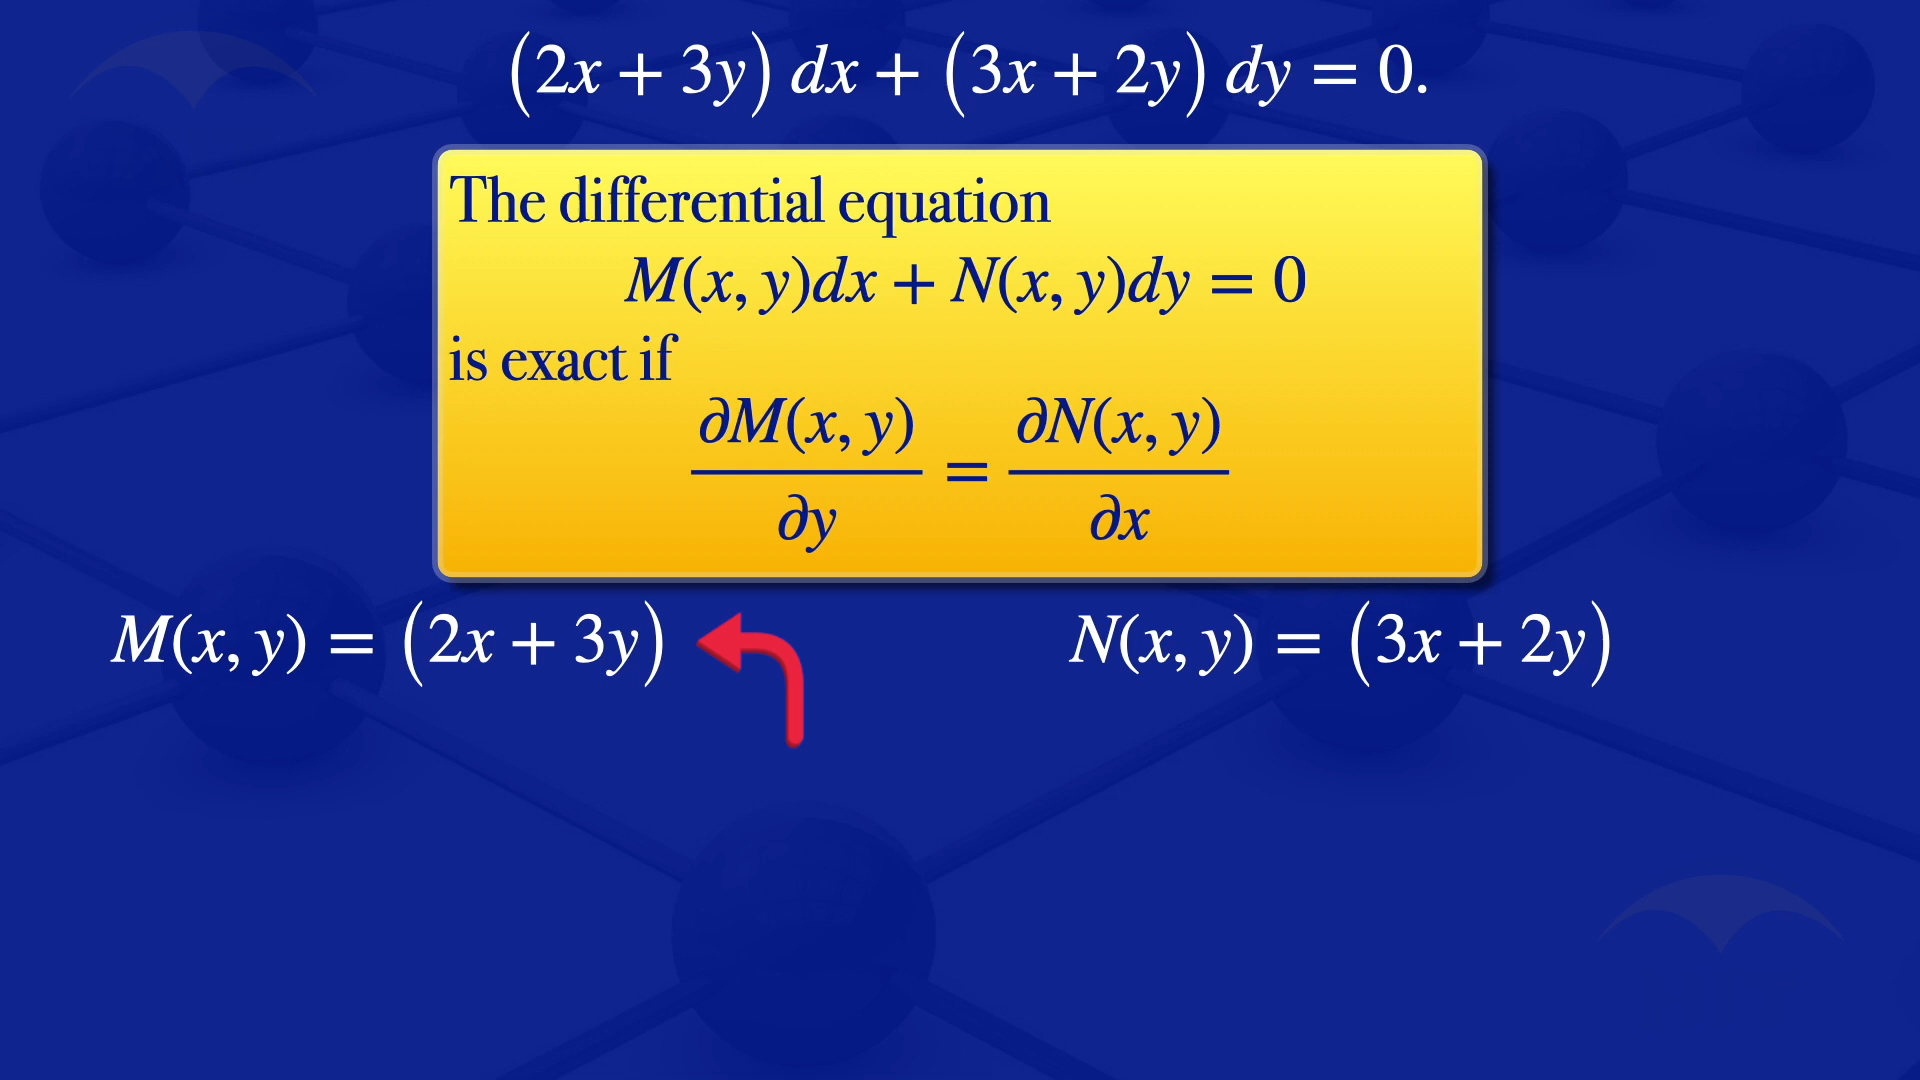 (2x + 3y) dx + (3x + 2y) dy = 0.
The differential equation
M(x, y)dx + N(x, y)dy = 0
is exact if
∂M(x, y)/∂y = ∂N(x, y)/∂x
M(x, y) = (2x + 3y)
N(x, y) = (3x + 2y)